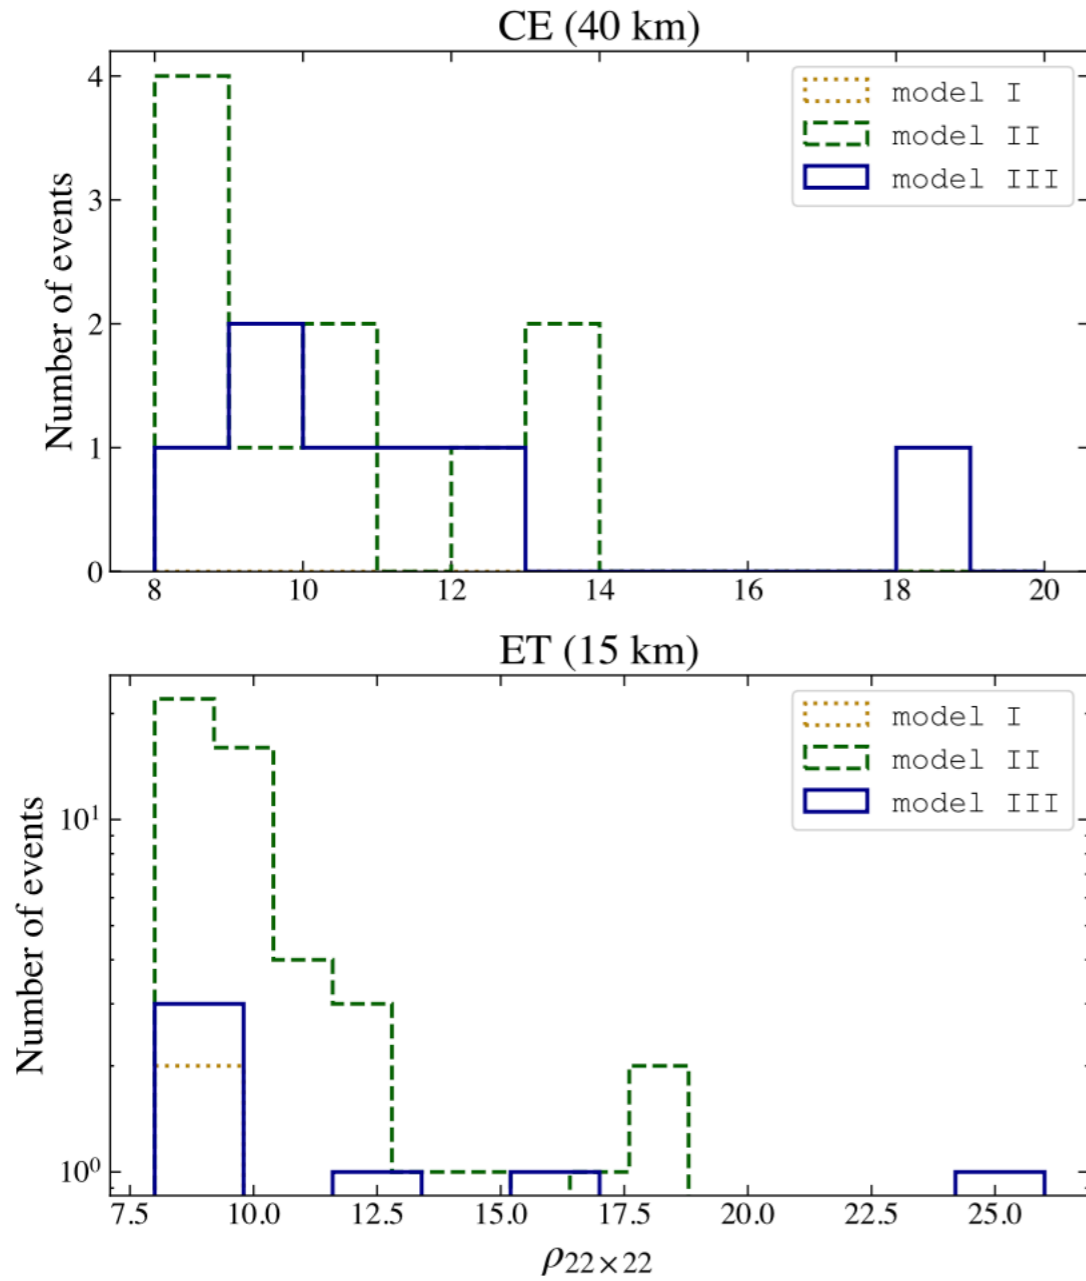 CE (40 km)
Number of events
4
3
2
1
0
8 10 12 14 16 18 20
model I
model II
model III
ET (15 km)
Number of events
10¹
10⁰
7.5 10.0 12.5 15.0 17.5 20.0 22.5 25.0
model I
model II
model III
ρ₂₂ₓ₂₂